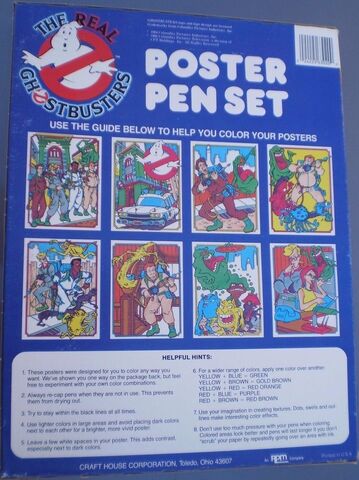 THE REAL
GHOSTBUSTERS
POSTER
PEN SET
USE THE GUIDE BELOW TO HELP YOU COLOR YOUR POSTERS
HELPFUL HINTS:
1. These posters were designed for you to color any way you
want. We've shown you one way on the package back, but feel
free to experiment with your own color combinations.
2. Always re-cap pens when they are not in use. This prevents
them from drying out.
3. Try to stay within the black lines at all times.
4. Use lighter colors in large areas and avoid placing dark colors
next to each other for a brighter, more vivid poster.
5. Leave a few white spaces in your poster. This adds contrast,
especially next to dark colors.
6. For a wider range of colors, apply one color over another.
YELLOW + BLUE = GREEN
YELLOW + BROWN = GOLD BROWN
YELLOW + RED = RED ORANGE
RED + BLUE = PURPLE
RED + BROWN = RED BROWN
7. Use your imagination in creating textures. Dots, swirls and out-
lines make interesting color effects.
8. Don't use too much pressure with your pens when coloring.
Colored areas look better and pens will last longer if you don't
"scrub" your paper by repeatedly going over an area with ink.
CRAFT HOUSE CORPORATION, Toledo, Ohio 43607
An rpm Company
Printed in U.S.A.